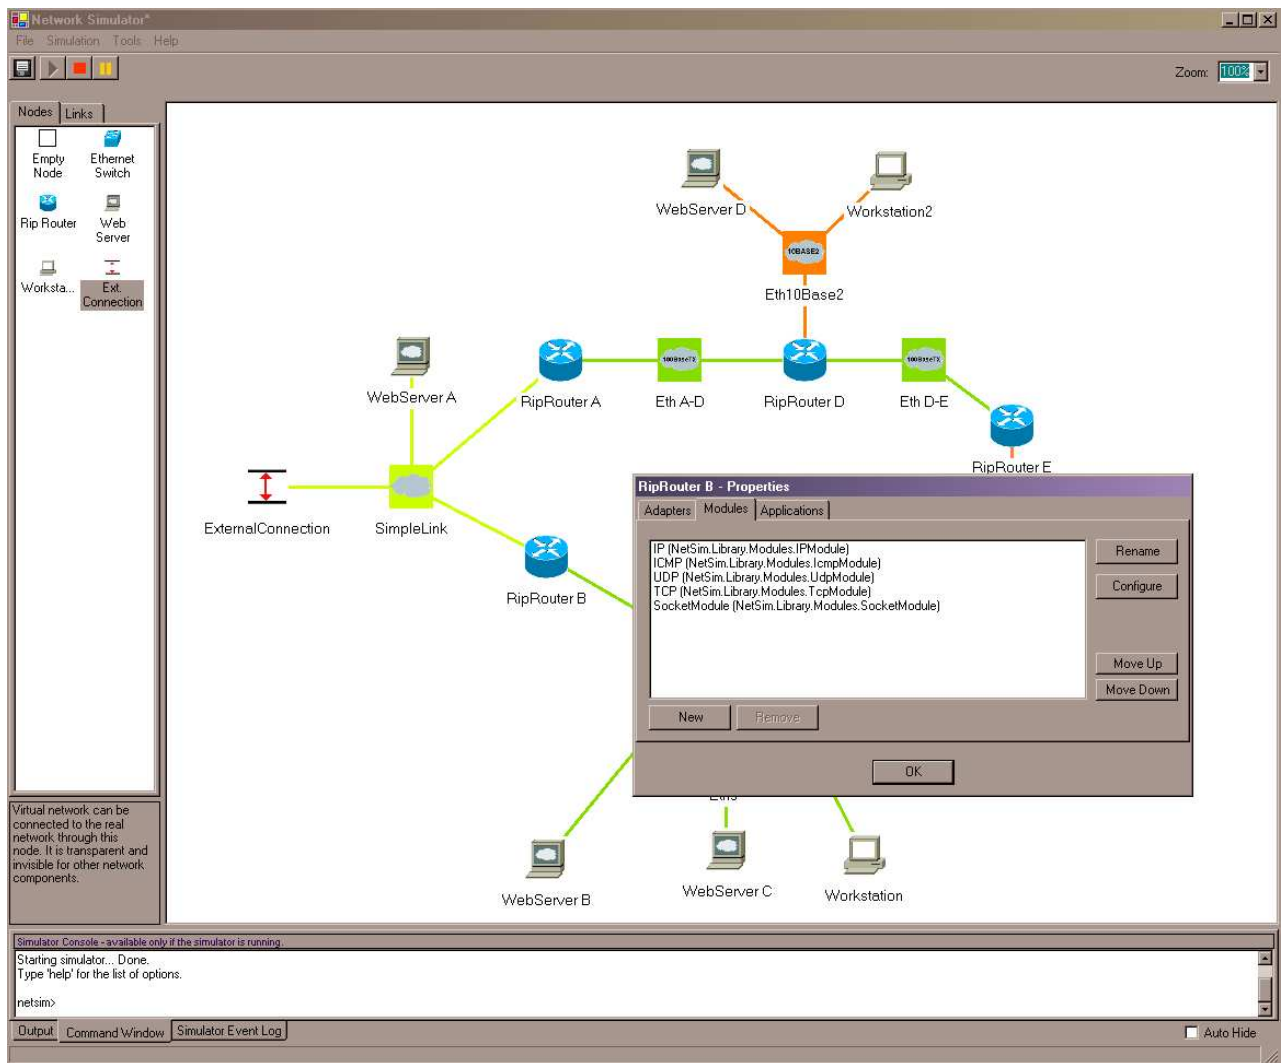 Network Simulator*
File Simulation Tools Help
Zoom: 100%
Nodes Links
Empty Node
Ethernet Switch
Rip Router
Web Server
Worksta...
Ext. Connection
WebServer D
Workstation2
10BASE2
Eth10Base2
WebServer A
RipRouter A
100BaseTX
Eth A-D
RipRouter D
100BaseTX
Eth D-E
RipRouter E
ExternalConnection
SimpleLink
RipRouter B
RipRouter B - Properties
Adapters Modules Applications
IP (NetSim.Library.Modules.IPModule)
ICMP (NetSim.Library.Modules.IcmpModule)
UDP (NetSim.Library.Modules.UdpModule)
TCP (NetSim.Library.Modules.TcpModule)
SocketModule (NetSim.Library.Modules.SocketModule)
Rename
Configure
Move Up
Move Down
New
Remove
OK
WebServer B
WebServer C
Workstation
Virtual network can be
connected to the real
network through this
node. It is transparent and
invisible for other network
components.
Simulator Console - available only if the simulator is running.
Starting simulator... Done.
Type 'help' for the list of options.
netsim>
Output Command Window Simulator Event Log
Auto Hide